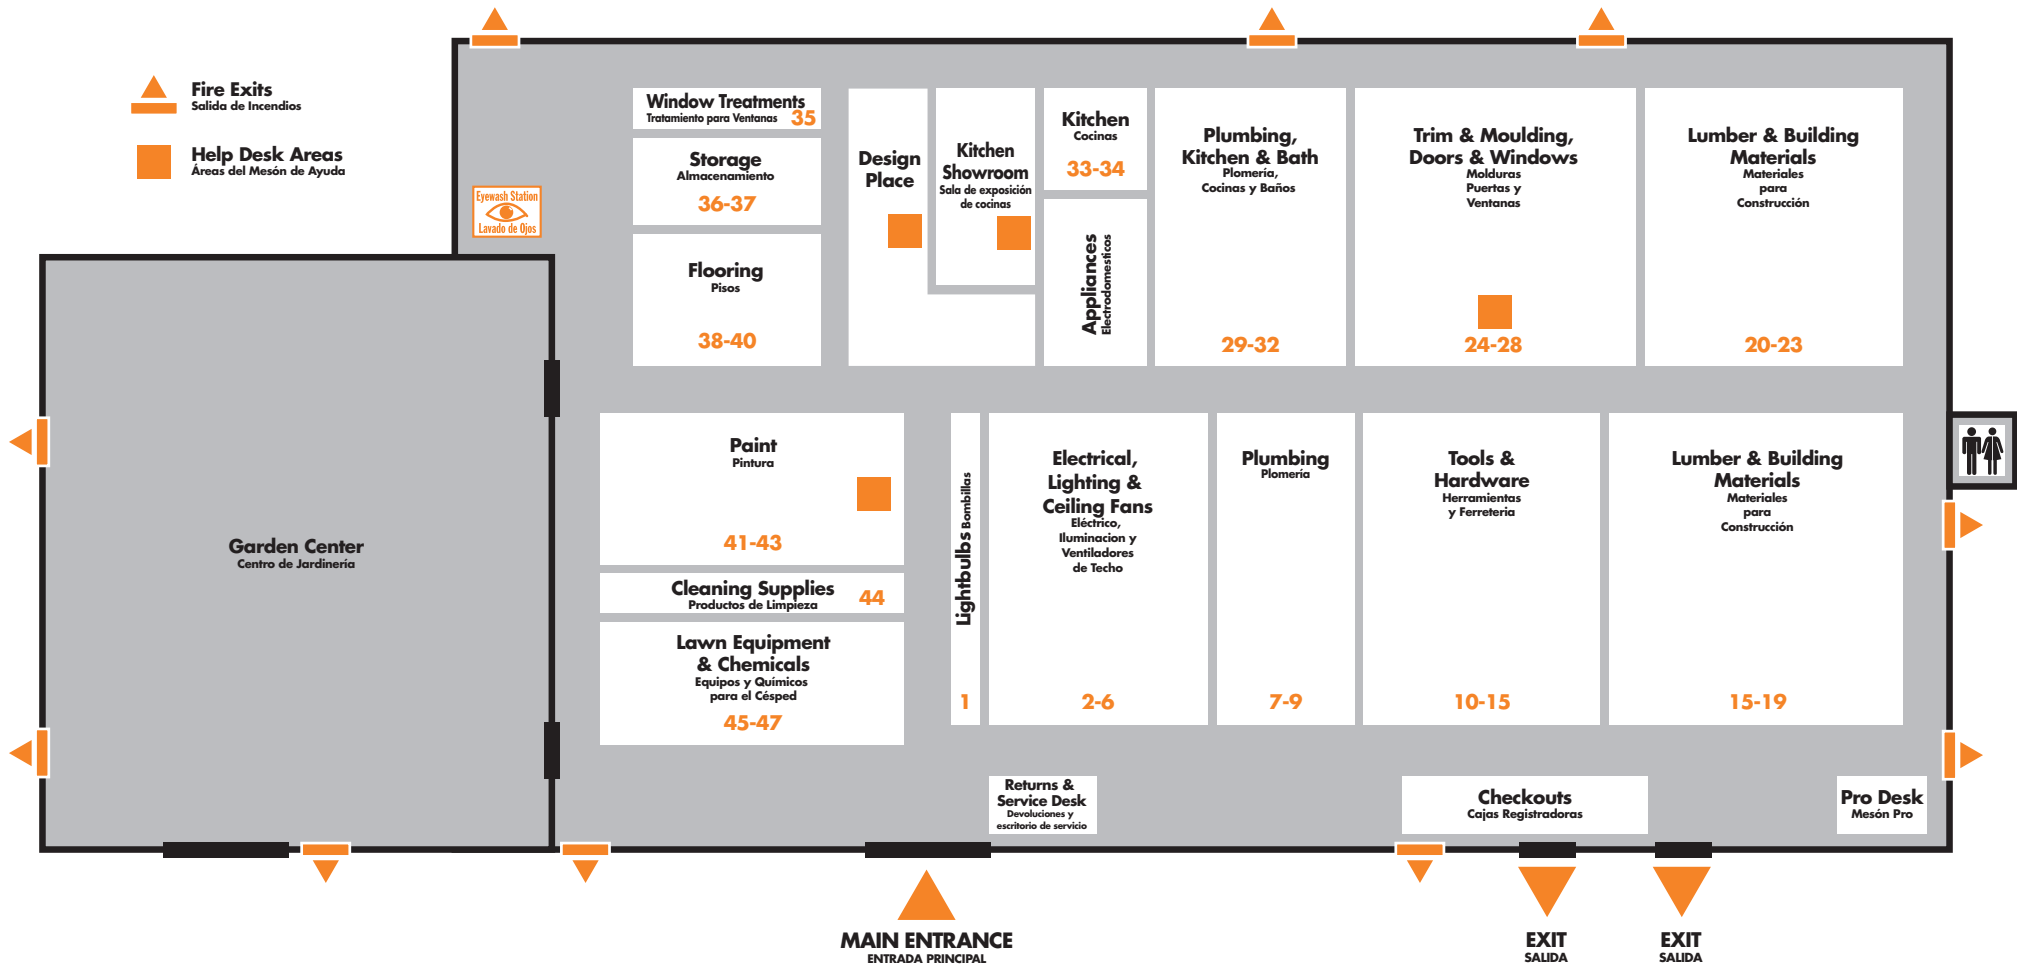 Fire Exits
Salida de Incendios
Help Desk Areas
Áreas del Mesón de Ayuda
Eyewash Station
Lavado de Ojos
Window Treatments
Tratamiento para Ventanas 35
Storage
Almacenamiento
36-37
Flooring
Pisos
38-40
Design
Place
Kitchen
Showroom
Sala de exposición
de cocinas
Kitchen
Cocinas
33-34
Appliances
Electrodomesticos
Plumbing,
Kitchen & Bath
Plomería,
Cocinas y Baños
29-32
Trim & Moulding,
Doors & Windows
Molduras
Puertas y
Ventanas
24-28
Lumber & Building
Materials
Materiales
para
Construcción
20-23
Garden Center
Centro de Jardinería
Paint
Pintura
41-43
Cleaning Supplies
Productos de Limpieza
44
Lawn Equipment
& Chemicals
Equipos y Químicos
para el Césped
45-47
Lightbulbs Bombillas
1
Electrical,
Lighting &
Ceiling Fans
Eléctrico,
Iluminacion y
Ventiladores
de Techo
2-6
Plumbing
Plomería
7-9
Tools &
Hardware
Herramientas
y Ferreteria
10-15
Lumber & Building
Materials
Materiales
para
Construcción
15-19
Returns &
Service Desk
Devoluciones y
escritorio de servicio
Checkouts
Cajas Registradoras
Pro Desk
Mesón Pro
MAIN ENTRANCE
ENTRADA PRINCIPAL
EXIT
SALIDA
EXIT
SALIDA